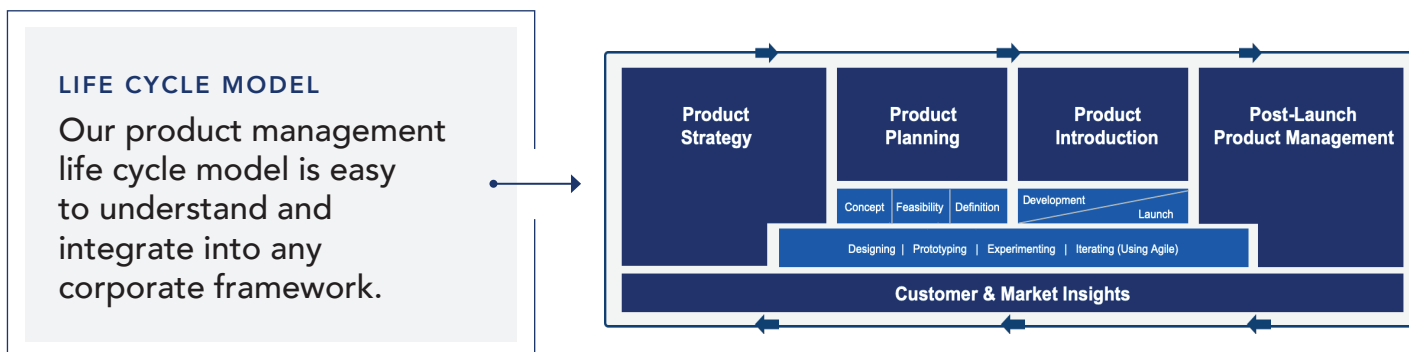 LIFE CYCLE MODEL
Our product management
life cycle model is easy
to understand and
integrate into any
corporate framework.
Product
Strategy
Product
Planning
Product
Introduction
Post-Launch
Product Management
Concept
Feasibility
Definition
Development
Launch
Designing | Prototyping | Experimenting | Iterating (Using Agile)
Customer & Market Insights